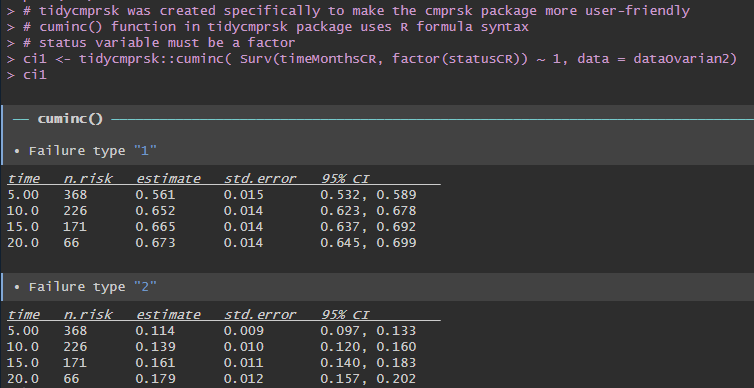 > # tidycmprsk was created specifically to make the cmprsk package more user-friendly
> # cuminc() function in tidycmprsk package uses R formula syntax
> # status variable must be a factor
> ci1 <- tidycmprsk::cuminc( Surv(timeMonthsCR, factor(statusCR)) ~ 1, data = dataOvarian2)
> ci1
── cuminc() ──
• Failure type "1"
time n.risk estimate std.error 95% CI
5.00 368 0.561 0.015 0.532, 0.589
10.0 226 0.652 0.014 0.623, 0.678
15.0 171 0.665 0.014 0.637, 0.692
20.0 66 0.673 0.014 0.645, 0.699
• Failure type "2"
time n.risk estimate std.error 95% CI
5.00 368 0.114 0.009 0.097, 0.133
10.0 226 0.139 0.010 0.120, 0.160
15.0 171 0.161 0.011 0.140, 0.183
20.0 66 0.179 0.012 0.157, 0.202